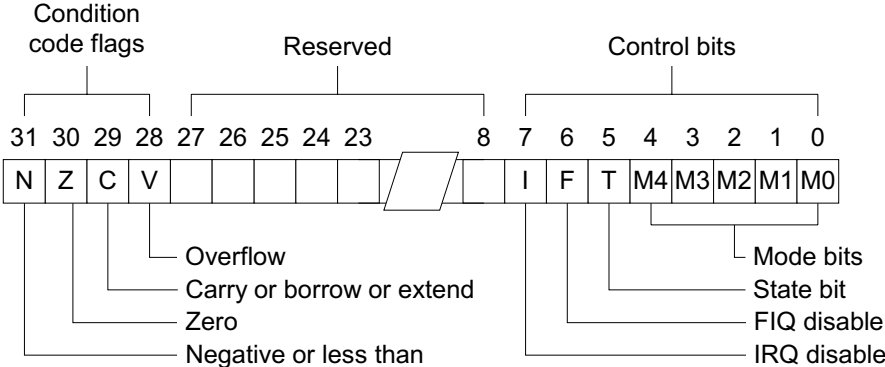 Condition
code flags
Reserved
Control bits
31 30 29 28 27 26 25 24 23 8 7 6 5 4 3 2 1 0
N Z C V I F T M4 M3 M2 M1 M0
Overflow
Mode bits
Carry or borrow or extend
State bit
Zero
FIQ disable
Negative or less than
IRQ disable